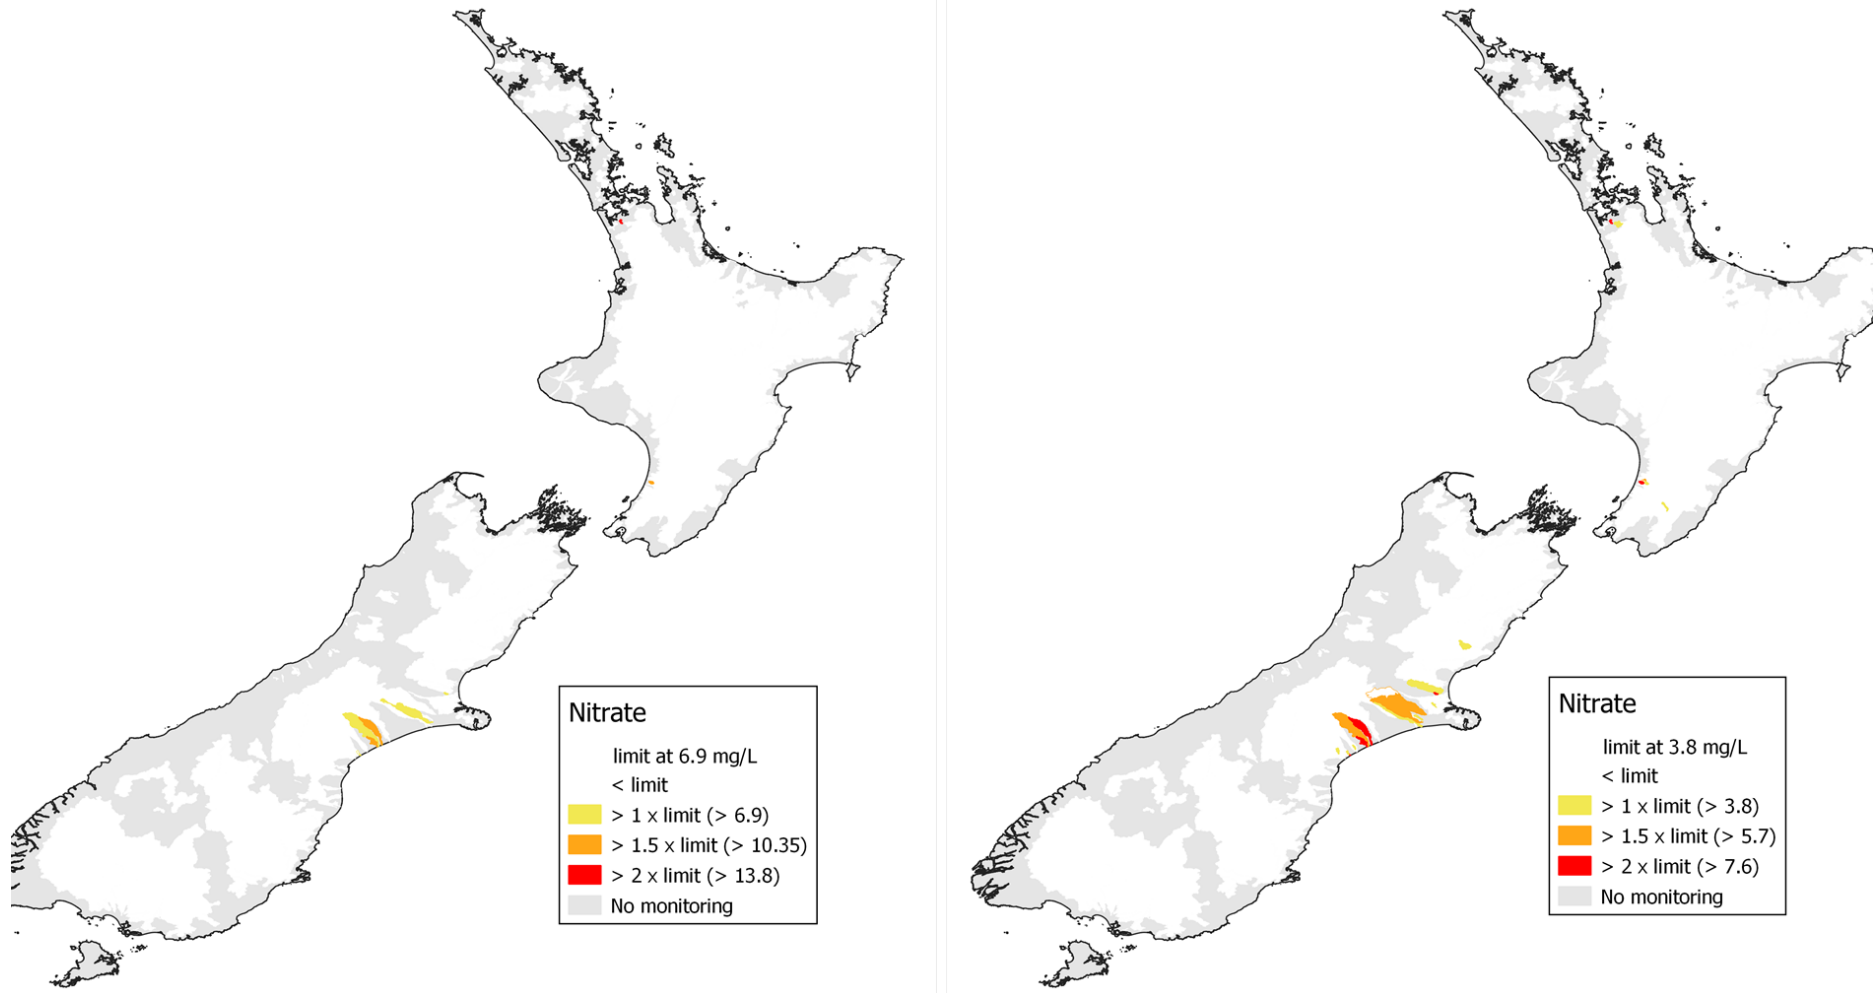 Nitrate
limit at 6.9 mg/L
< limit
> 1 x limit (> 6.9)
> 1.5 x limit (> 10.35)
> 2 x limit (> 13.8)
No monitoring
Nitrate
limit at 3.8 mg/L
< limit
> 1 x limit (> 3.8)
> 1.5 x limit (> 5.7)
> 2 x limit (> 7.6)
No monitoring